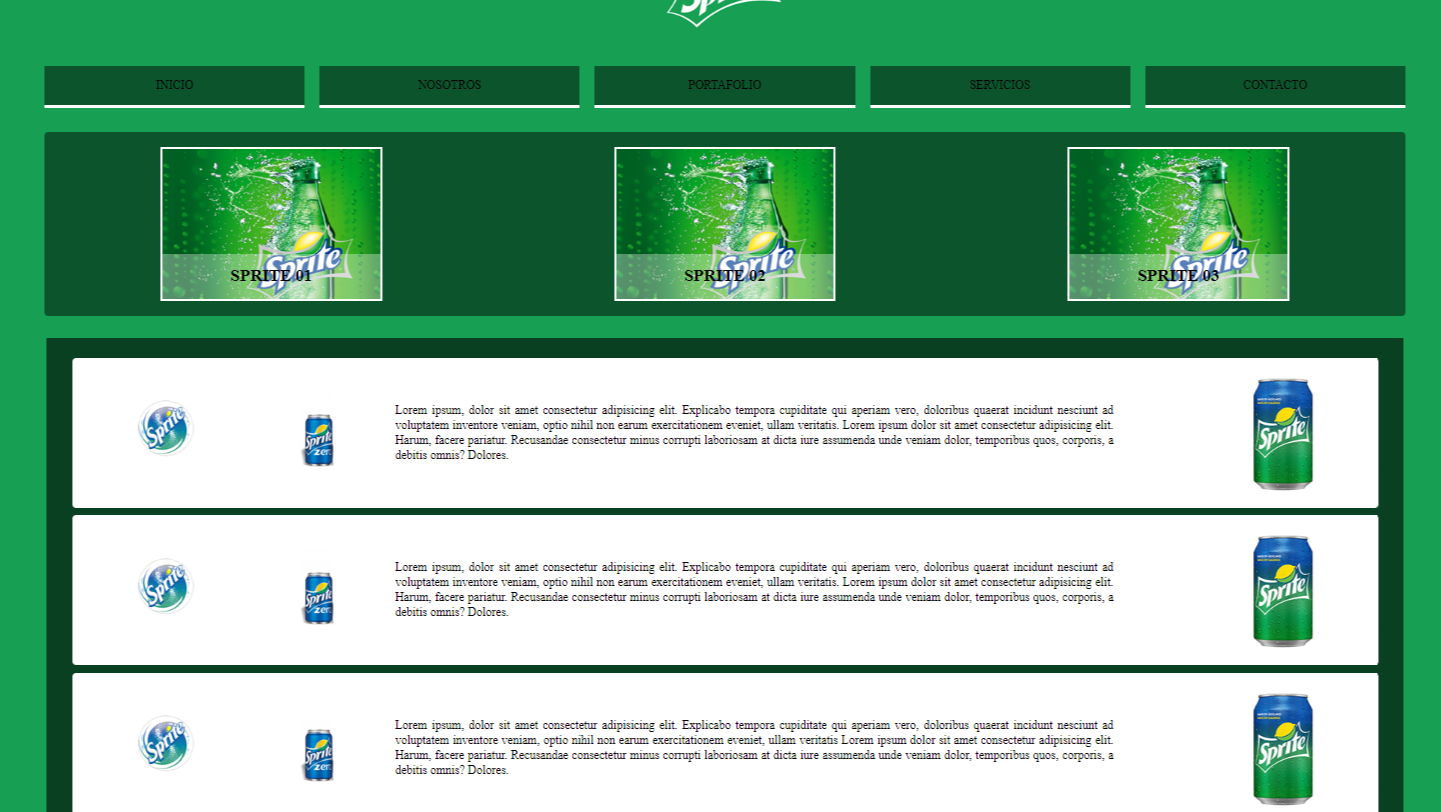 Sprite
INICIO NOSOTROS PORTAFOLIO SERVICIOS CONTACTO
Sprite Sprite Sprite
SPRITE 01 SPRITE 02 SPRITE 03
Sprite
Sprite
zero
Lorem ipsum, dolor sit amet consectetur adipisicing elit. Explicabo tempora cupiditate qui aperiam vero, doloribus quaerat incidunt nesciunt ad
voluptatem inventore veniam, optio nihil non earum exercitationem eveniet, ullam veritatis. Lorem ipsum dolor sit amet consectetur adipisicing elit.
Harum, facere pariatur. Recusandae consectetur minus corrupti laboriosam at dicta iure assumenda unde veniam dolor, temporibus quos, corporis, a
debitis omnis? Dolores.
Sprite
Sprite
Sprite
zero
Lorem ipsum, dolor sit amet consectetur adipisicing elit. Explicabo tempora cupiditate qui aperiam vero, doloribus quaerat incidunt nesciunt ad
voluptatem inventore veniam, optio nihil non earum exercitationem eveniet, ullam veritatis. Lorem ipsum dolor sit amet consectetur adipisicing elit.
Harum, facere pariatur. Recusandae consectetur minus corrupti laboriosam at dicta iure assumenda unde veniam dolor, temporibus quos, corporis, a
debitis omnis? Dolores.
Sprite
Sprite
Sprite
zero
Lorem ipsum, dolor sit amet consectetur adipisicing elit. Explicabo tempora cupiditate qui aperiam vero, doloribus quaerat incidunt nesciunt ad
voluptatem inventore veniam, optio nihil non earum exercitationem eveniet, ullam veritatis Lorem ipsum dolor sit amet consectetur adipisicing elit.
Harum, facere pariatur. Recusandae consectetur minus corrupti laboriosam at dicta iure assumenda unde veniam dolor, temporibus quos, corporis, a
debitis omnis? Dolores.
Sprite